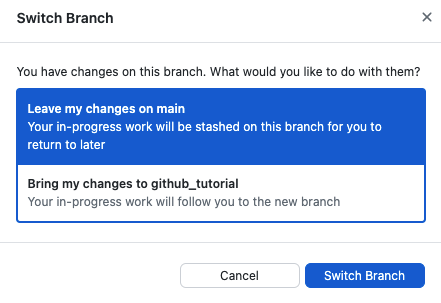 Switch Branch
You have changes on this branch. What would you like to do with them?
Leave my changes on main
Your in-progress work will be stashed on this branch for you to
return to later
Bring my changes to github_tutorial
Your in-progress work will follow you to the new branch
Cancel
Switch Branch